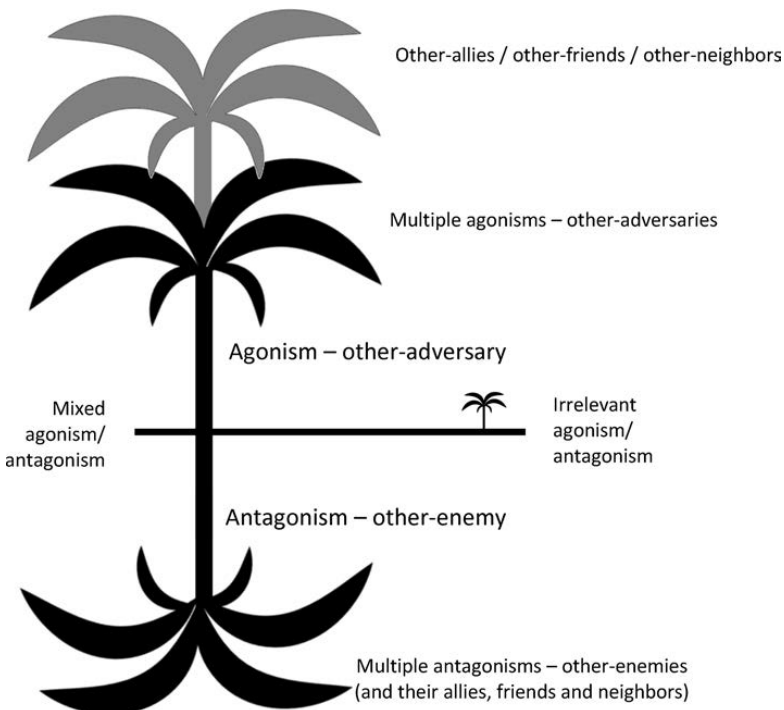 Other-allies / other-friends / other-neighbors
Multiple agonisms – other-adversaries
Agonism – other-adversary
Mixed
agonism/
antagonism
Irrelevant
agonism/
antagonism
Antagonism – other-enemy
Multiple antagonisms – other-enemies
(and their allies, friends and neighbors)